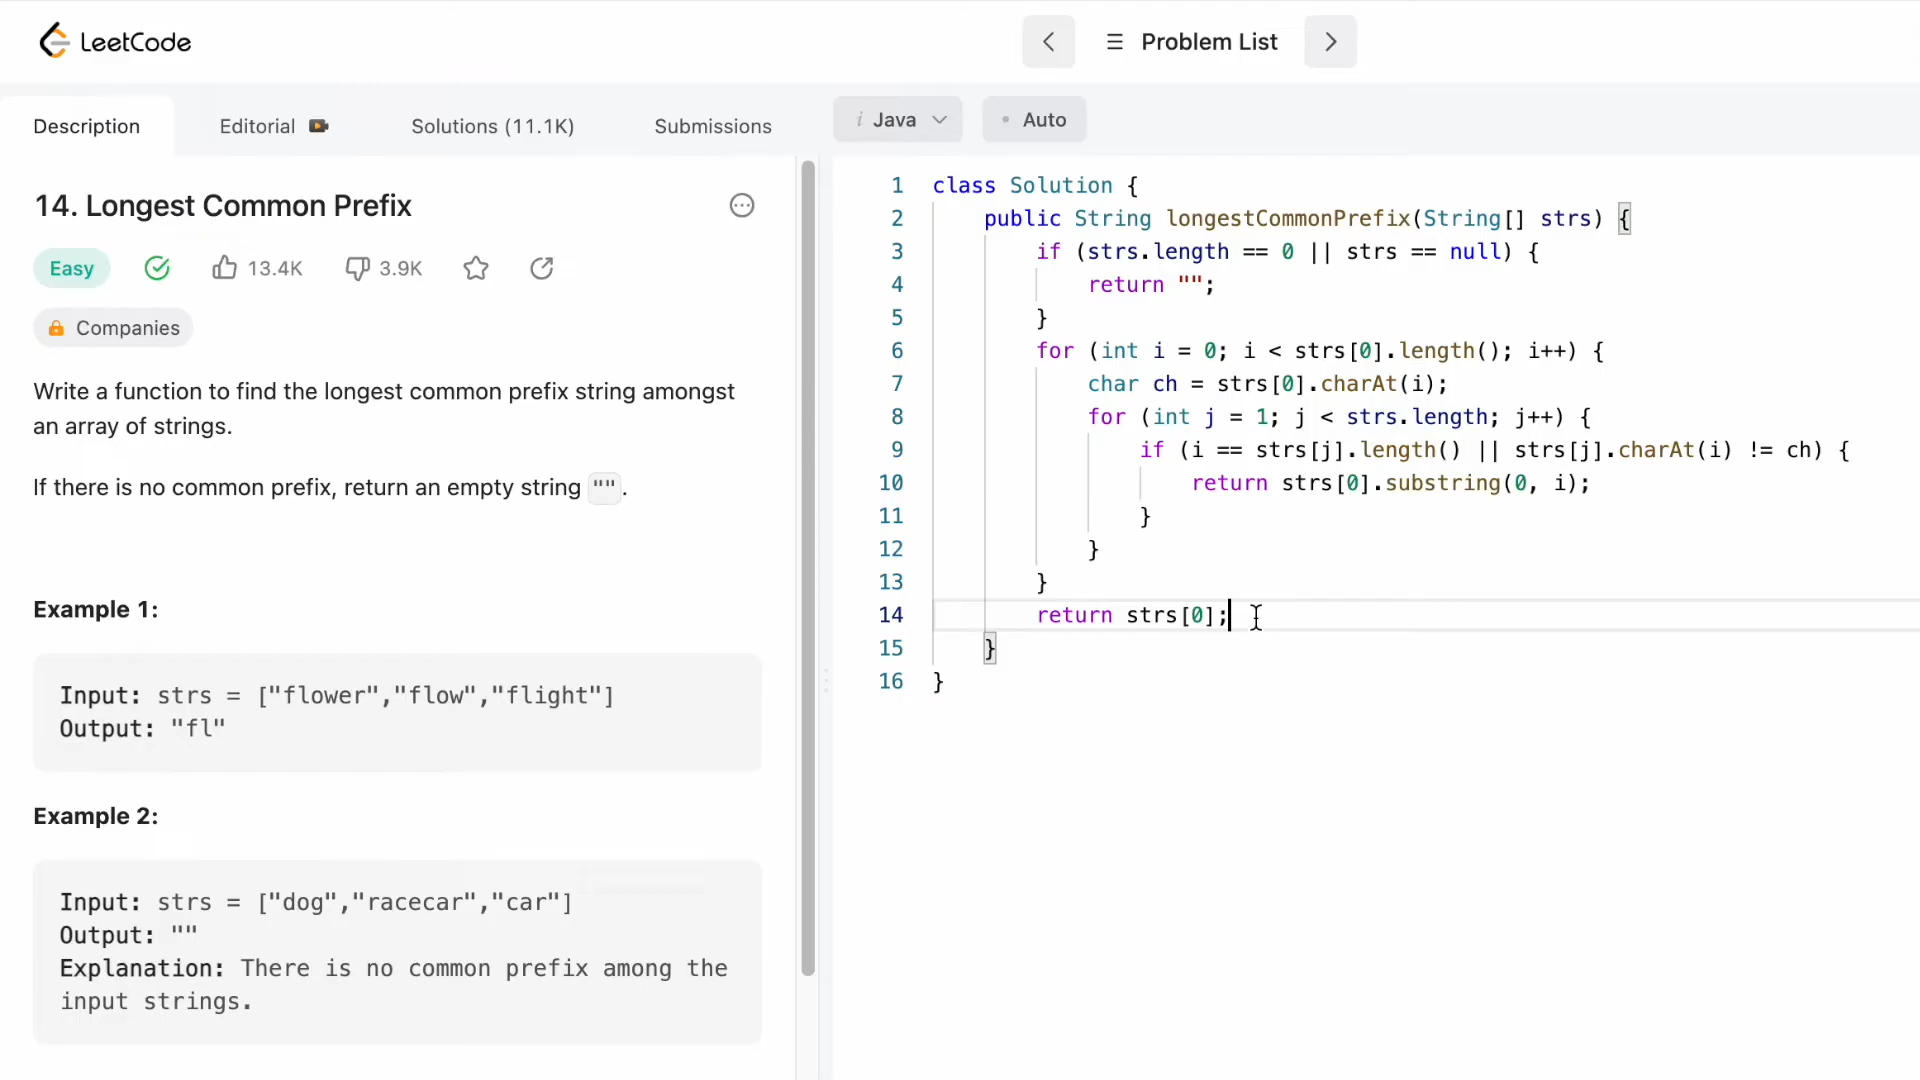 LeetCode
Problem List
Description
Editorial
Solutions (11.1K)
Submissions
i Java
Auto
14. Longest Common Prefix
Easy
13.4K
3.9K
Companies
Write a function to find the longest common prefix string amongst
an array of strings.
If there is no common prefix, return an empty string "".
Example 1:
Input: strs = ["flower","flow","flight"]
Output: "fl"
Example 2:
Input: strs = ["dog","racecar","car"]
Output: ""
Explanation: There is no common prefix among the
input strings.
1 class Solution {
2 public String longestCommonPrefix(String[] strs) {
3 if (strs.length == 0 || strs == null) {
4 return "";
5 }
6 for (int i = 0; i < strs[0].length(); i++) {
7 char ch = strs[0].charAt(i);
8 for (int j = 1; j < strs.length; j++) {
9 if (i == strs[j].length() || strs[j].charAt(i) != ch) {
10 return strs[0].substring(0, i);
11 }
12 }
13 }
14 return strs[0];
15 }
16 }